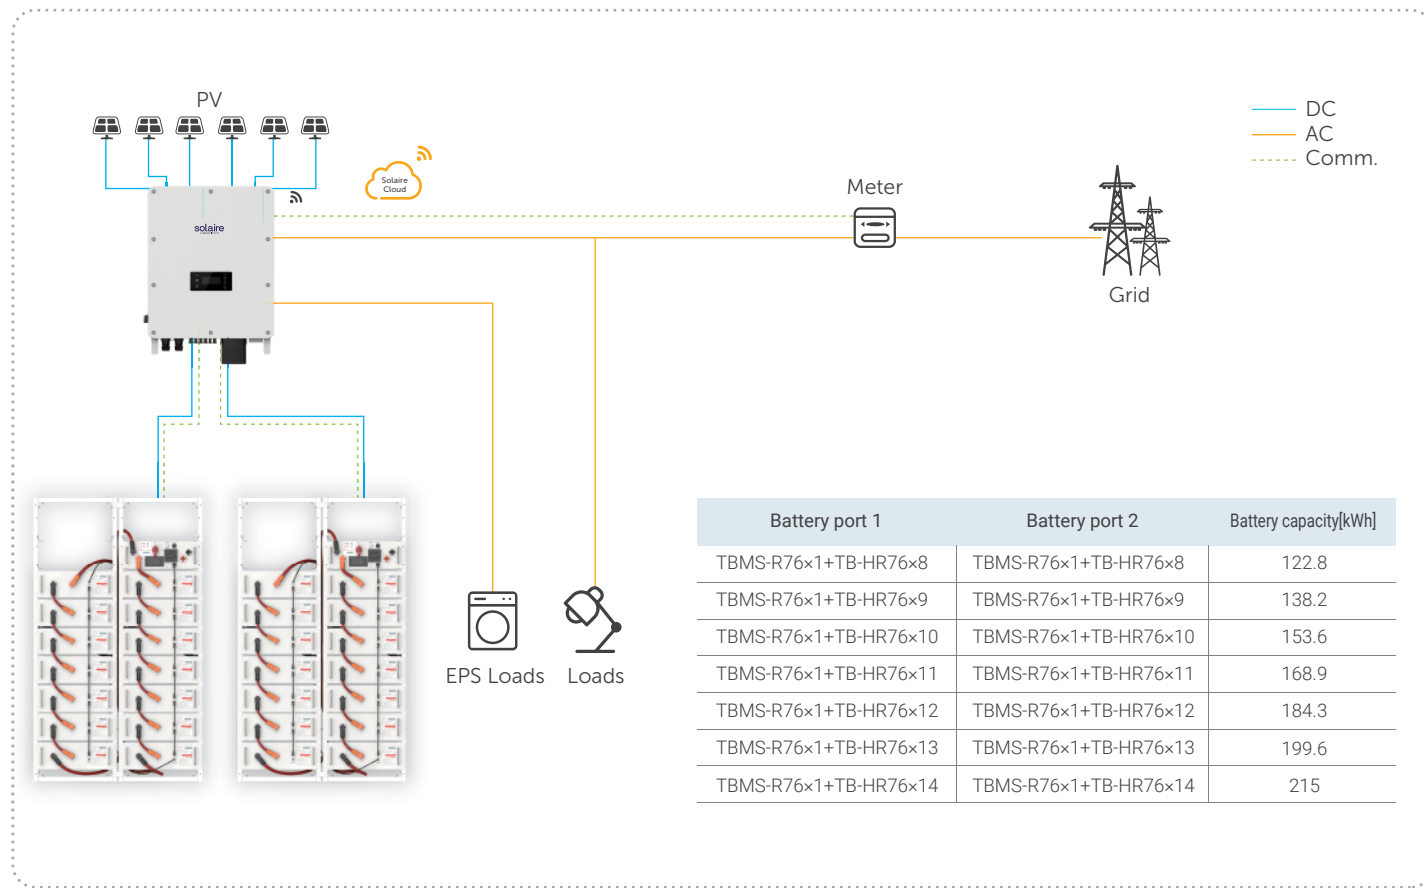 PV
DC
AC
Comm.
Solaire
Cloud
Meter
solaire
Grid
EPS Loads
Loads
Battery port 1 Battery port 2 Battery capacity[kWh]
TBMS-R76×1+TB-HR76×8 TBMS-R76×1+TB-HR76×8 122.8
TBMS-R76×1+TB-HR76×9 TBMS-R76×1+TB-HR76×9 138.2
TBMS-R76×1+TB-HR76×10 TBMS-R76×1+TB-HR76×10 153.6
TBMS-R76×1+TB-HR76×11 TBMS-R76×1+TB-HR76×11 168.9
TBMS-R76×1+TB-HR76×12 TBMS-R76×1+TB-HR76×12 184.3
TBMS-R76×1+TB-HR76×13 TBMS-R76×1+TB-HR76×13 199.6
TBMS-R76×1+TB-HR76×14 TBMS-R76×1+TB-HR76×14 215